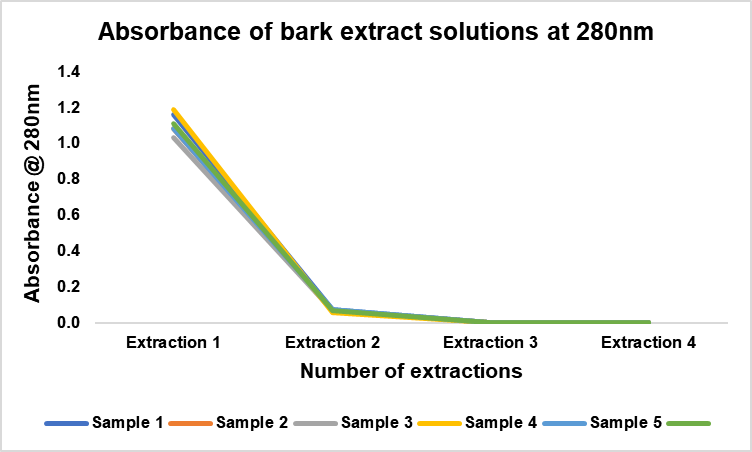 Absorbance of bark extract solutions at 280nm
Absorbance @280nm
1.4
1.2
1.0
0.8
0.6
0.4
0.2
0.0
Extraction 1 Extraction 2 Extraction 3 Extraction 4
Number of extractions
Sample 1 Sample 2 Sample 3 Sample 4 Sample 5